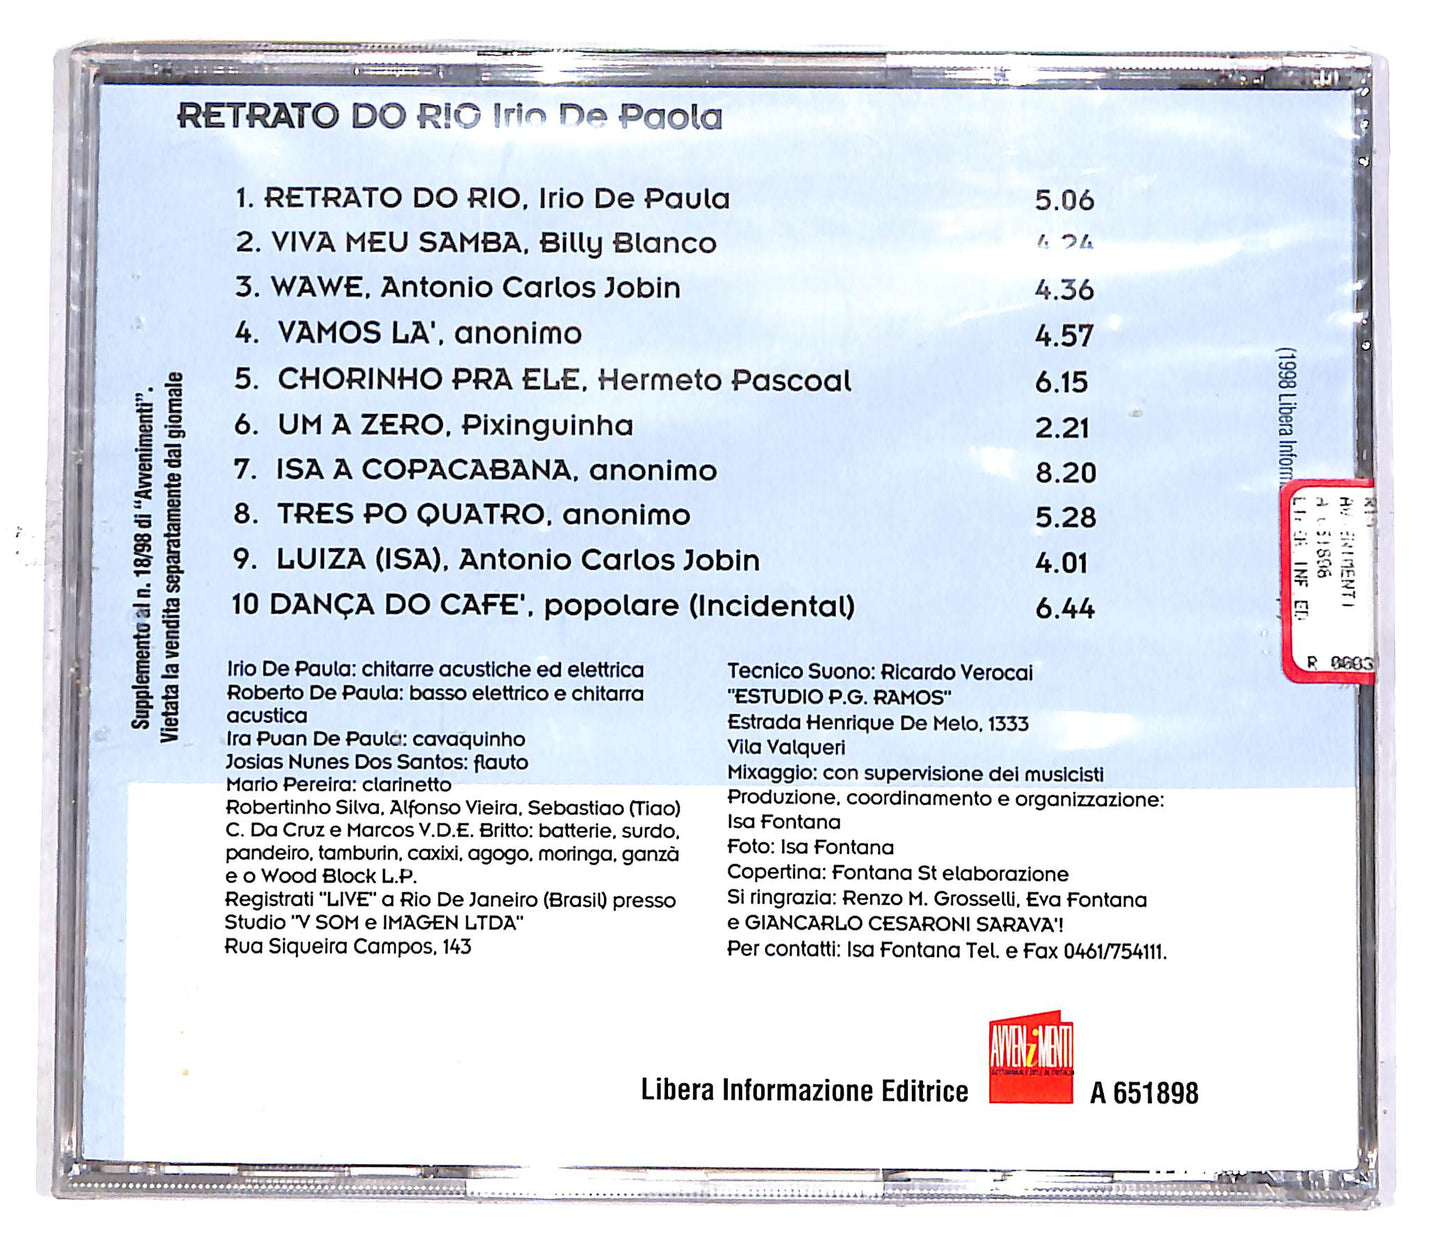 RETRATO DO RIO Irio De Paola
1. RETRATO DO RIO, Irio De Paula 5.06
2. VIVA MEU SAMBA, Billy Blanco 4.24
3. WAWE, Antonio Carlos Jobin 4.36
4. VAMOS LA', anonimo 4.57
5. CHORINHO PRA ELE, Hermeto Pascoal 6.15
6. UM A ZERO, Pixinguinha 2.21
7. ISA A COPACABANA, anonimo 8.20
8. TRES PO QUATRO, anonimo 5.28
9. LUIZA (ISA), Antonio Carlos Jobin 4.01
10 DANÇA DO CAFE', popolare (Incidental) 6.44
Irio De Paula: chitarre acustiche ed elettrica
Roberto De Paula: basso elettrico e chitarra
acustica
Ira Puan De Paula: cavaquinho
Josias Nunes Dos Santos: flauto
Mario Pereira: clarinetto
Robertinho Silva, Alfonso Vieira, Sebastiao (Tiao)
C. Da Cruz e Marcos V.D.E. Britto: batterie, surdo,
pandeiro, tamburin, caxixi, agogo, moringa, ganzà
e o Wood Block L.P.
Registrati "LIVE" a Rio De Janeiro (Brasil) presso
Studio "V SOM e IMAGEN LTDA"
Rua Siqueira Campos, 143
Tecnico Suono: Ricardo Verocai
"ESTUDIO P.G. RAMOS"
Estrada Henrique De Melo, 1333
Vila Valqueri
Mixaggio: con supervisione dei musicisti
Produzione, coordinamento e organizzazione:
Isa Fontana
Foto: Isa Fontana
Copertina: Fontana St elaborazione
Si ringrazia: Renzo M. Grosselli, Eva Fontana
e GIANCARLO CESARONI SARAVA'!
Per contatti: Isa Fontana Tel. e Fax 0461/754111.
Libera Informazione Editrice
AVVENiMENTI
A 651898
Supplemento al n. 18/98 di "Avvenimenti".
Vietata la vendita separatamente dal giornale
(1998 Libera Inform
AVVENIMENTI
A 651898
INF ED
R 0003